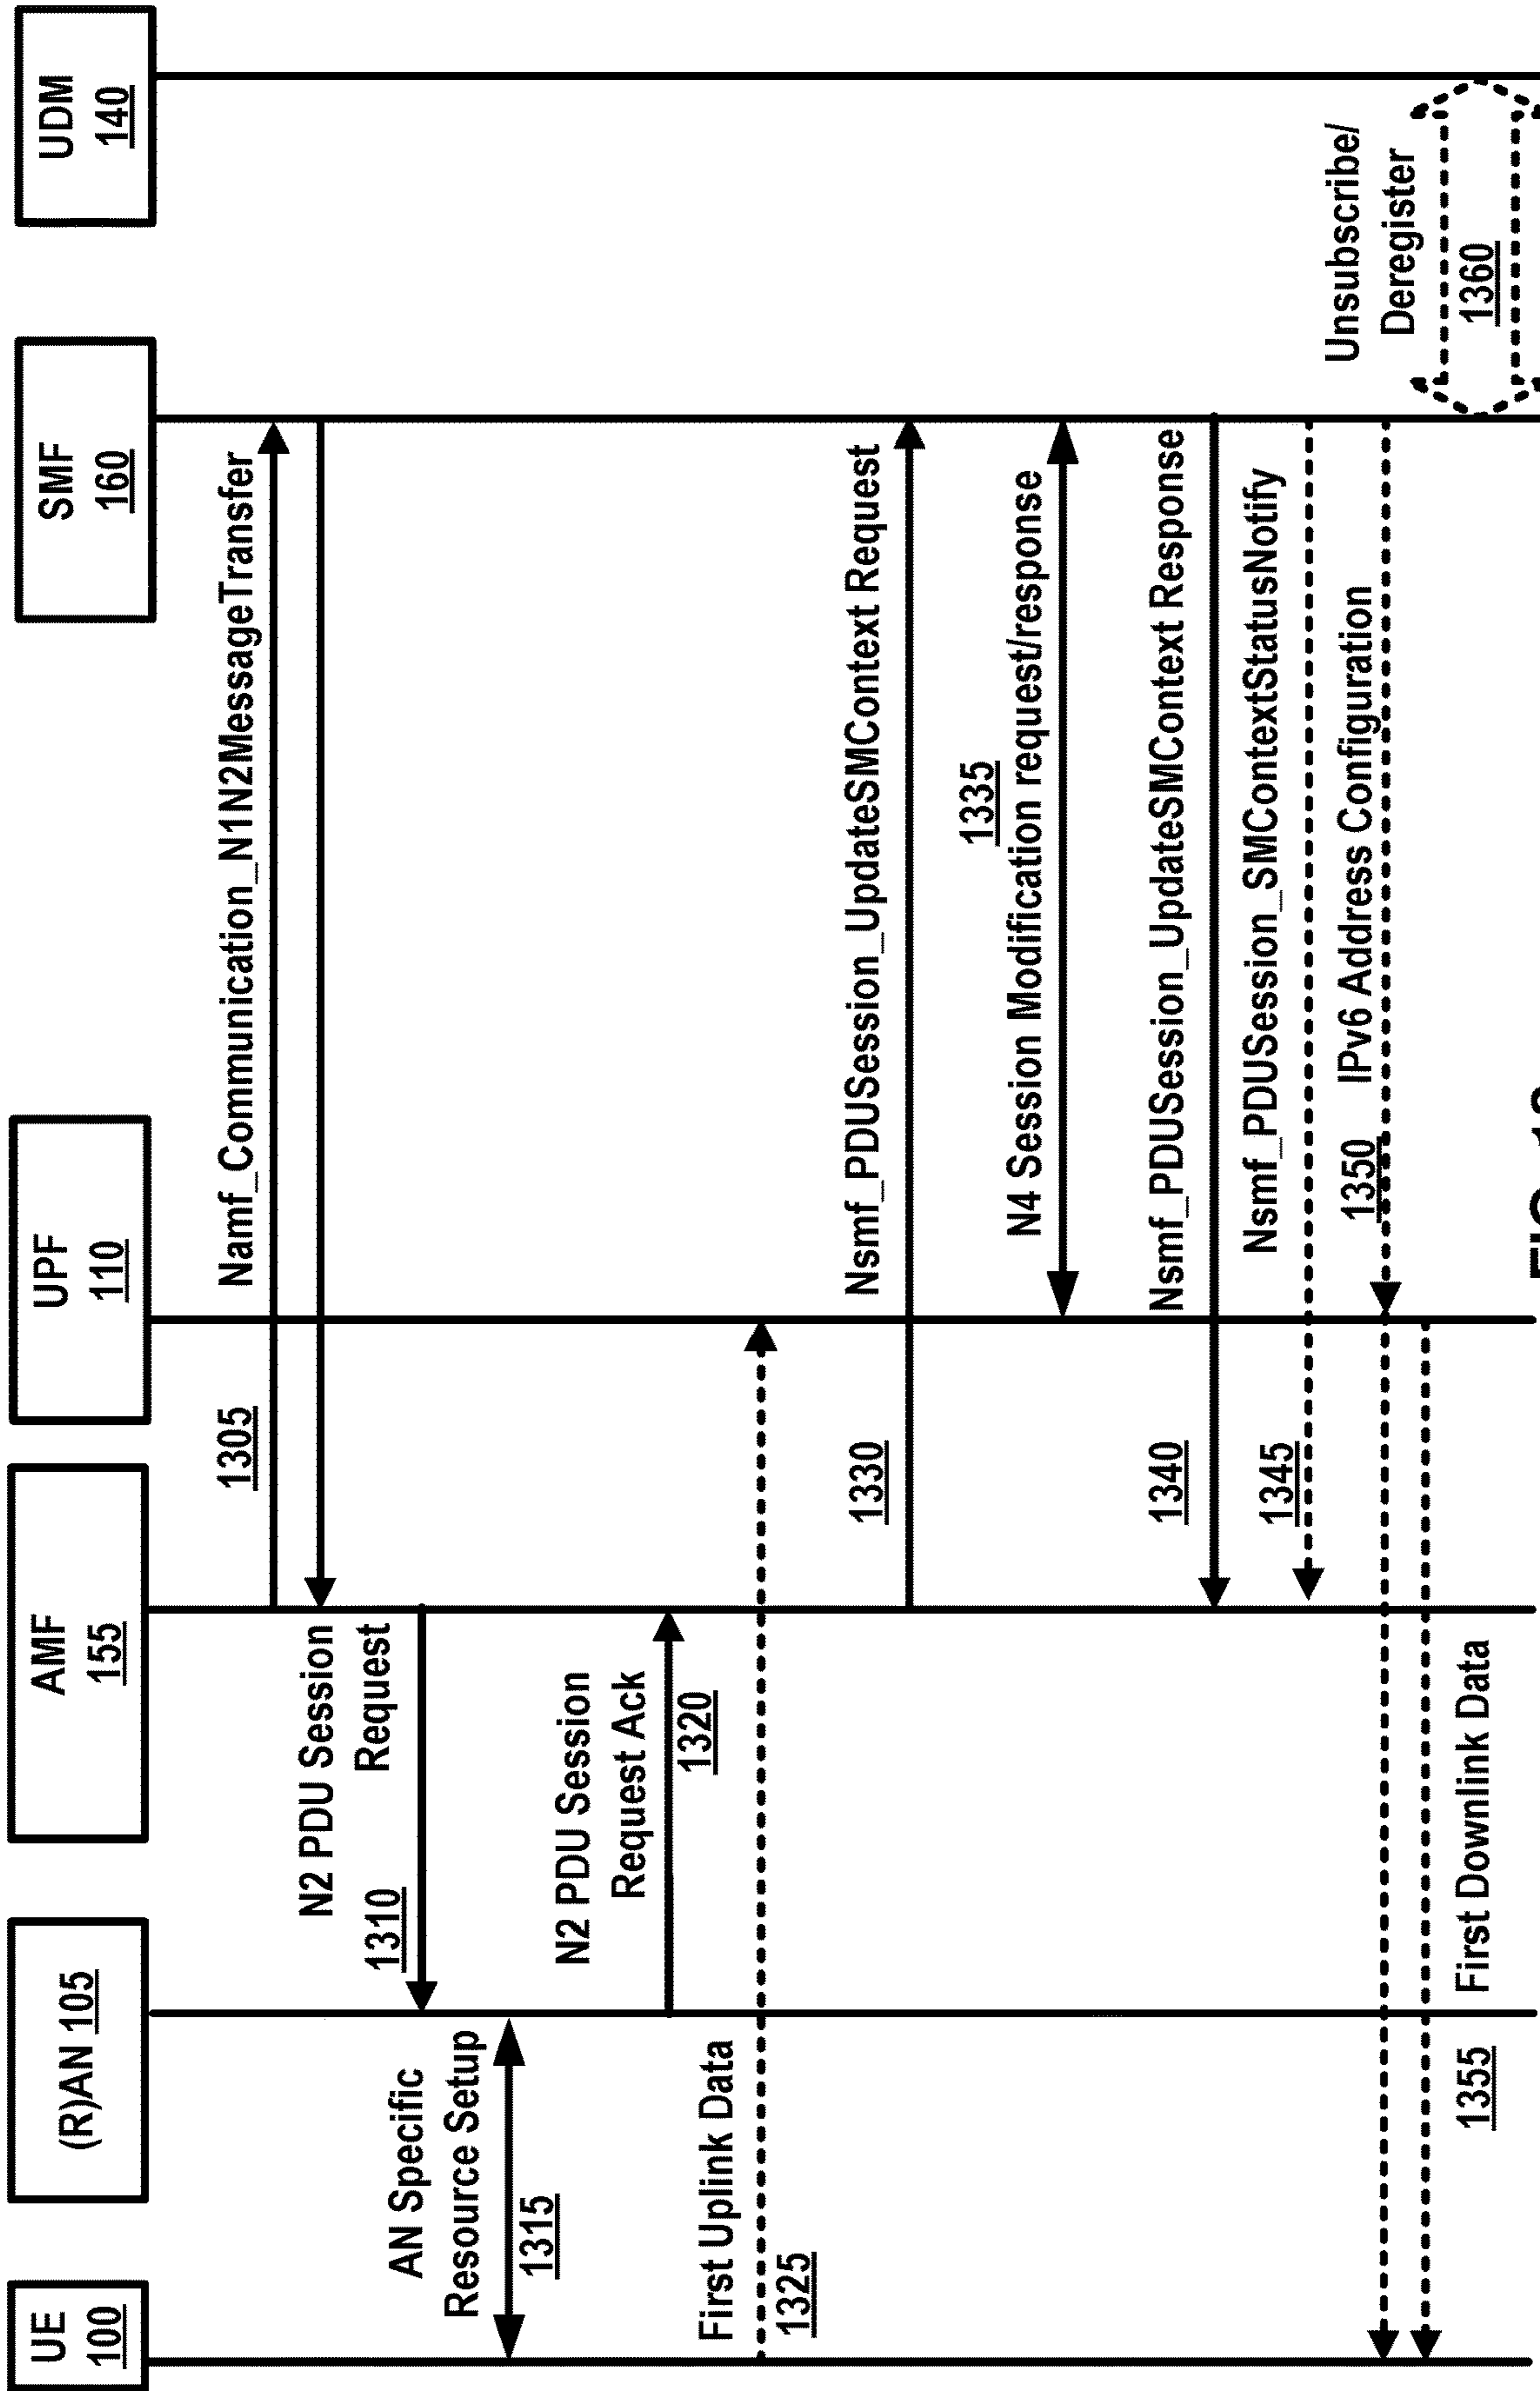 UE
100
(R)AN 105
AMF
155
UPF
110
SMF
160
UDM
140
1305
Namf_Communication_N1N2MessageTransfer
N2 PDU Session
Request
1310
AN Specific
Resource Setup
1315
N2 PDU Session
Request Ack
1320
First Uplink Data
1325
1330
Nsmf_PDUSession_UpdateSMContext Request
1335
N4 Session Modification request/response
1340
Nsmf_PDUSession_UpdateSMContext Response
1345
Nsmf_PDUSession_SMContextStatusNotify
1350
IPv6 Address Configuration
First Downlink Data
1355
Unsubscribe/
Deregister
1360